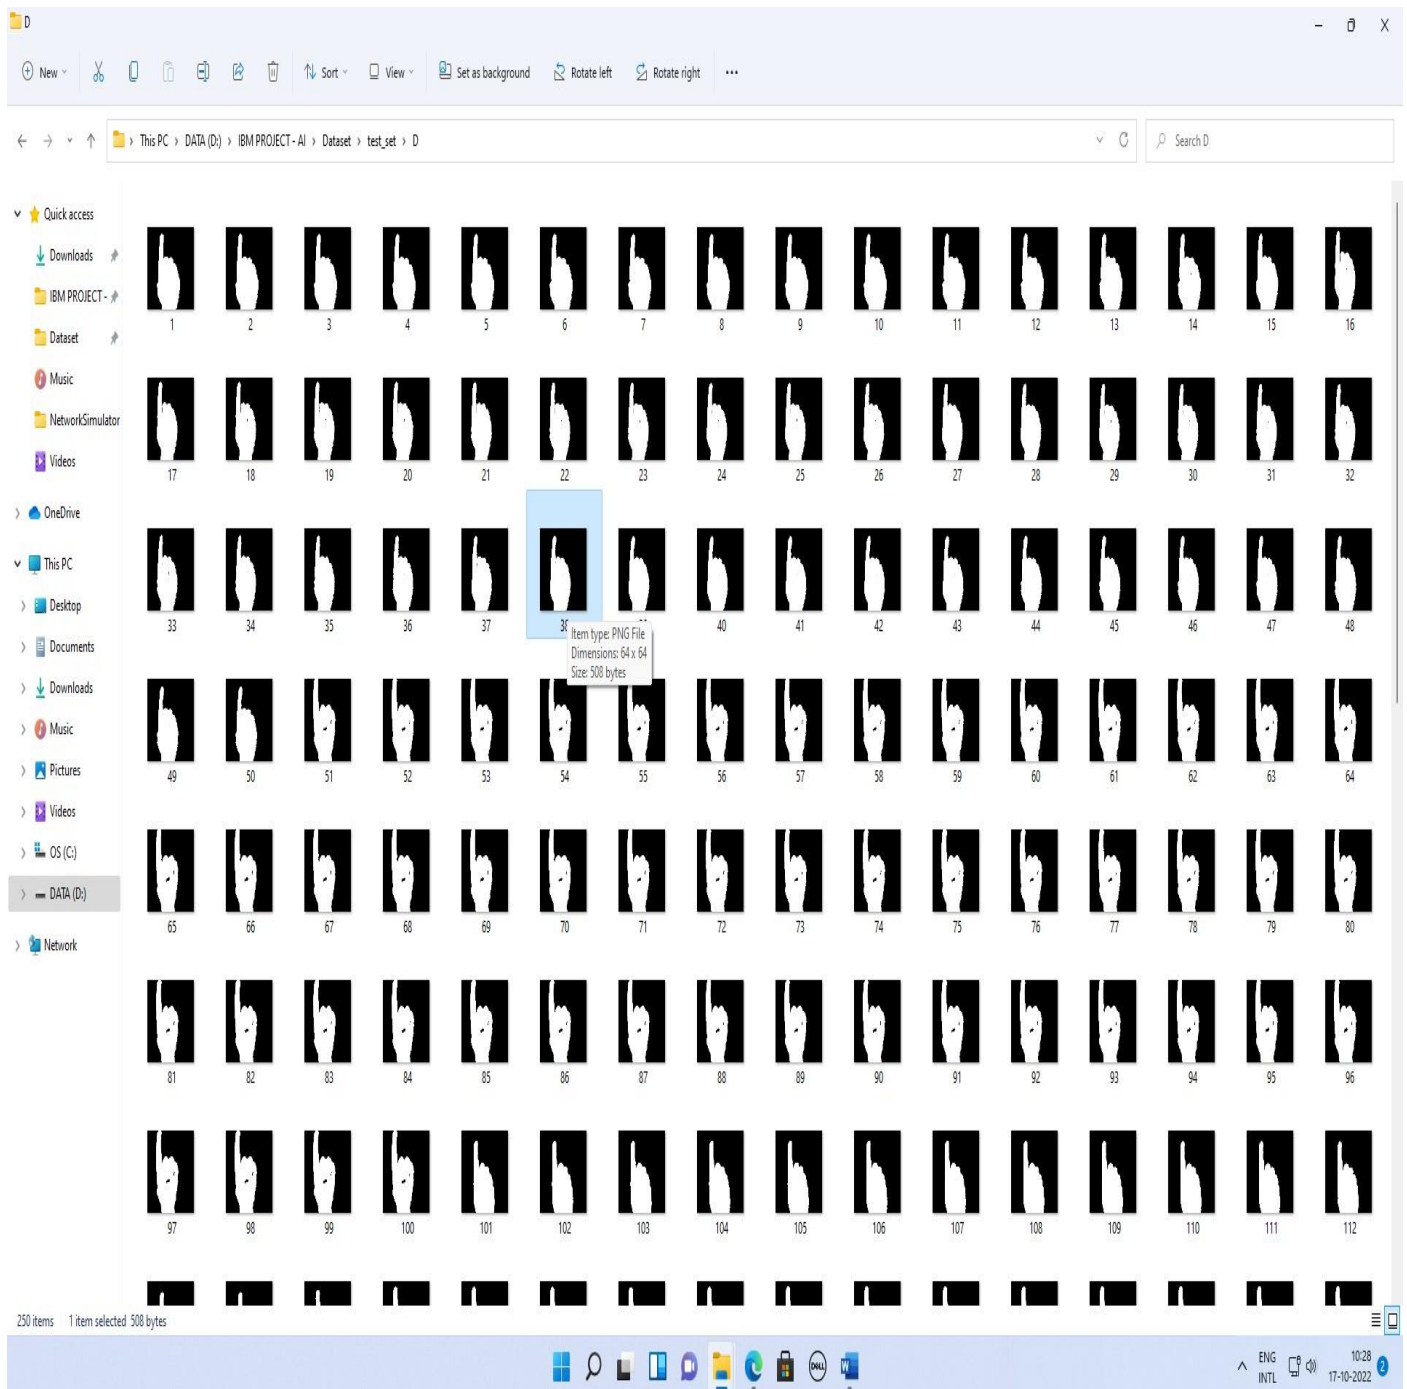 D
New
Sort
View
Set as background
Rotate left
Rotate right
This PC > DATA (D:) > IBM PROJECT - AI > Dataset > test_set > D
Search D
Quick access
Downloads
IBM PROJECT -
Dataset
Music
NetworkSimulator
Videos
OneDrive
This PC
Desktop
Documents
Downloads
Music
Pictures
Videos
OS (C:)
DATA (D:)
Network
1 2 3 4 5 6 7 8 9 10 11 12 13 14 15 16
17 18 19 20 21 22 23 24 25 26 27 28 29 30 31 32
33 34 35 36 37 38 40 41 42 43 44 45 46 47 48
Item type: PNG File
Dimensions: 64 x 64
Size: 508 bytes
49 50 51 52 53 54 55 56 57 58 59 60 61 62 63 64
65 66 67 68 69 70 71 72 73 74 75 76 77 78 79 80
81 82 83 84 85 86 87 88 89 90 91 92 93 94 95 96
97 98 99 100 101 102 103 104 105 106 107 108 109 110 111 112
250 items 1 item selected 508 bytes
DELL
W
ENG
INTL
10:28
17-10-2022
2